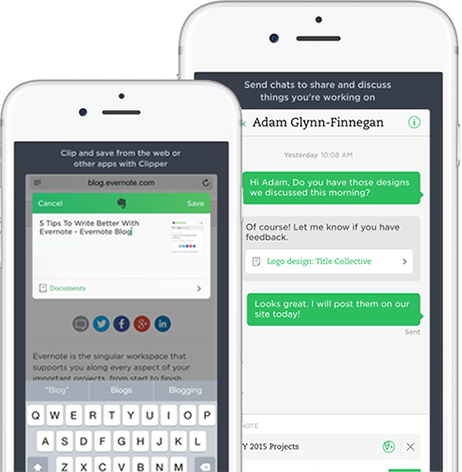 Clip and save from the web or
other apps with Clipper
blog.evernote.com
Cancel
Save
5 Tips To Write Better With
Evernote - Evernote Blog
Documents
Evernote is the singular workspace that
supports you along every aspect of your
important projects, from start to finish
"Blog"
Blogs
Blogging
Q W E R T Y U I O P
A S D F G H J K L
Z X C V B N M
Send chats to share and discuss
things you're working on
Adam Glynn-Finnegan
Yesterday 10:08 AM
Hi Adam, Do you have those designs
we discussed this morning?
Of course! Let me know if you have
feedback.
Logo design: Title Collective
Looks great. I will post them on our
site today!
Sent
NOTE
Y 2015 Projects